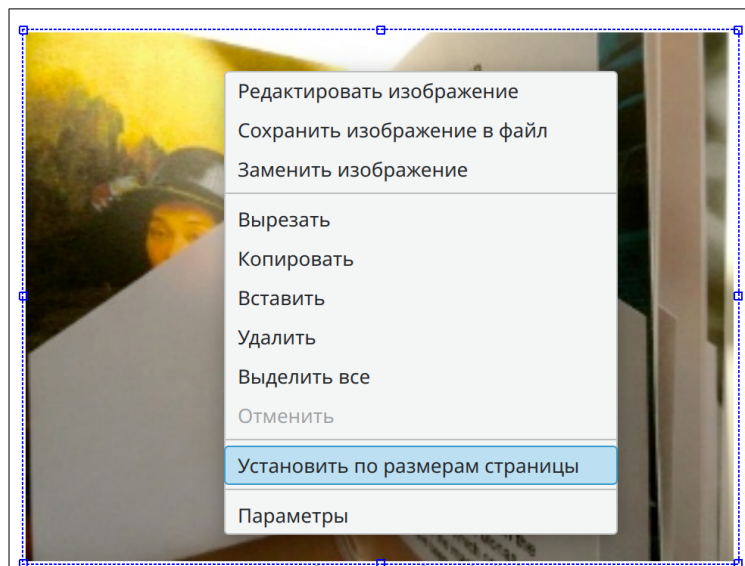 Редактировать изображение
Сохранить изображение в файл
Заменить изображение
Вырезать
Копировать
Вставить
Удалить
Выделить все
Отменить
Установить по размерам страницы
Параметры